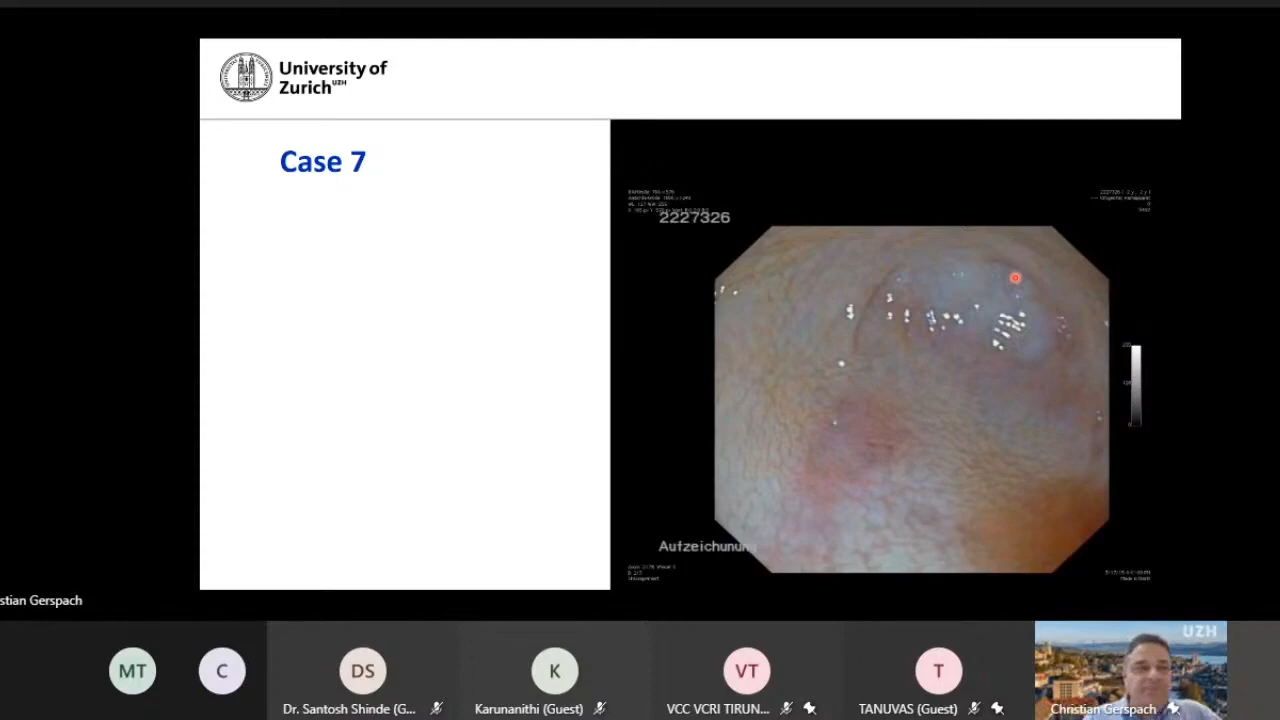 University of
Zurich UZH
Case 7
2227326
Aufzeichnung
stian Gerspach
MT
C
DS
K
VT
T
UZH
Dr. Santosh Shinde (G...
Karunanithi (Guest)
VCC VCRI TIRUN...
TANUVAS (Guest)
Christian Gerspach